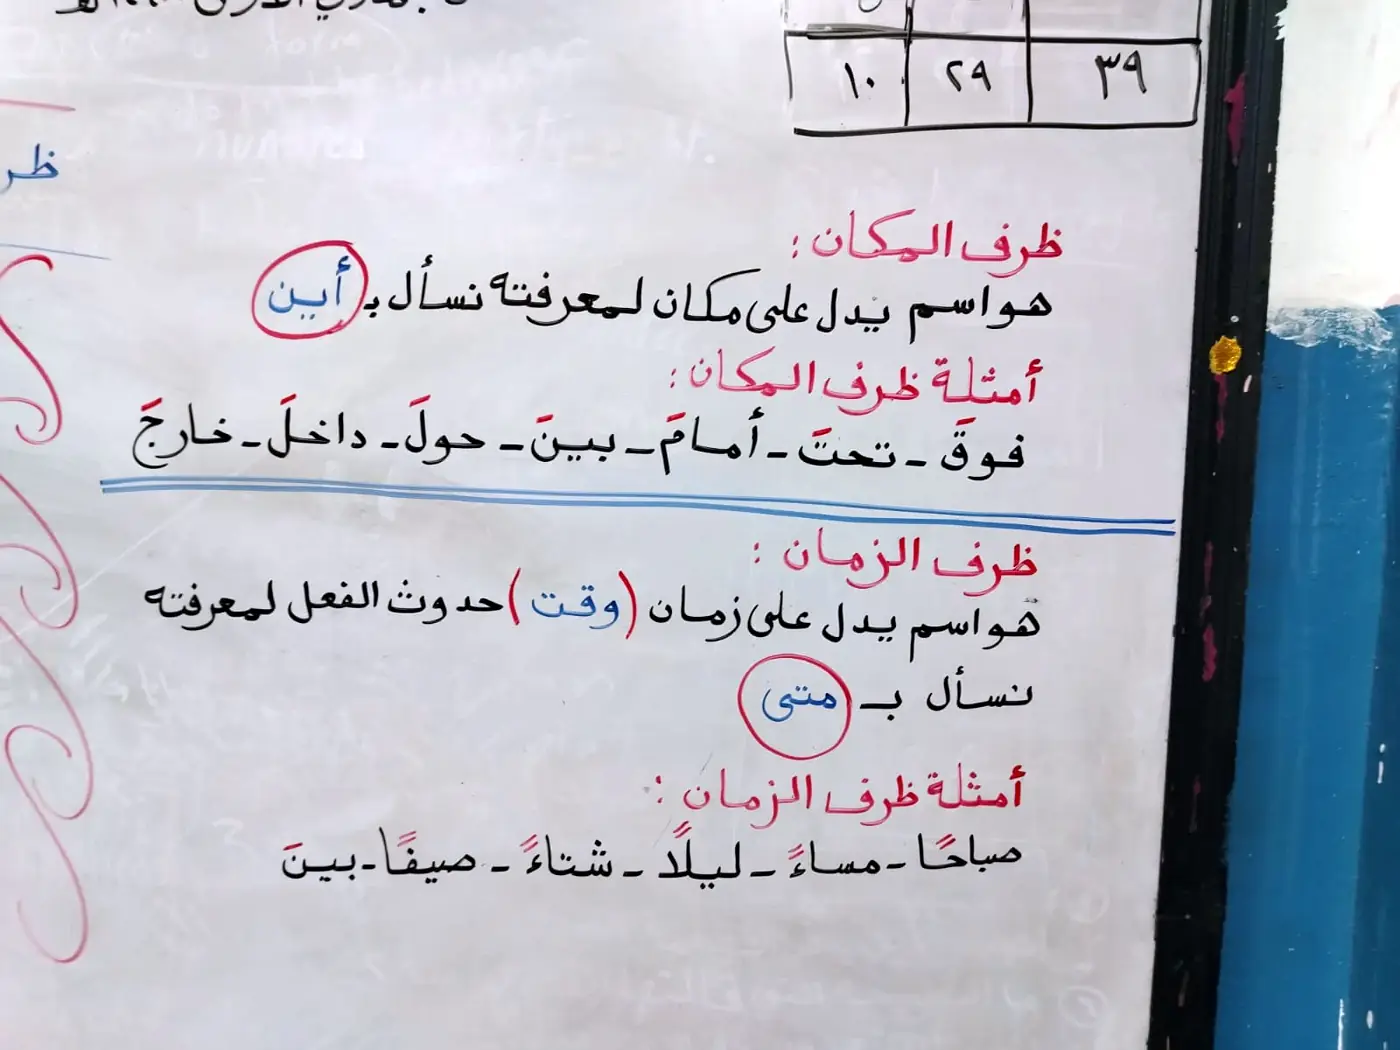 ٣٩ ٢٩ ١٠
ظرف المكان :
هو اسم يدل على مكان لمعرفته نسأل بـ أين
أمثلة ظرف المكان :
فوقَ - تحتَ - أمامَ - بينَ - حولَ - داخلَ - خارجَ
ظرف الزمان :
هو اسم يدل على زمان (وقت) حدوث الفعل لمعرفته
نسأل بـ متى
أمثلة ظرف الزمان :
صباحًا - مساءً - ليلًا - شتاءً - صيفًا - بينَ